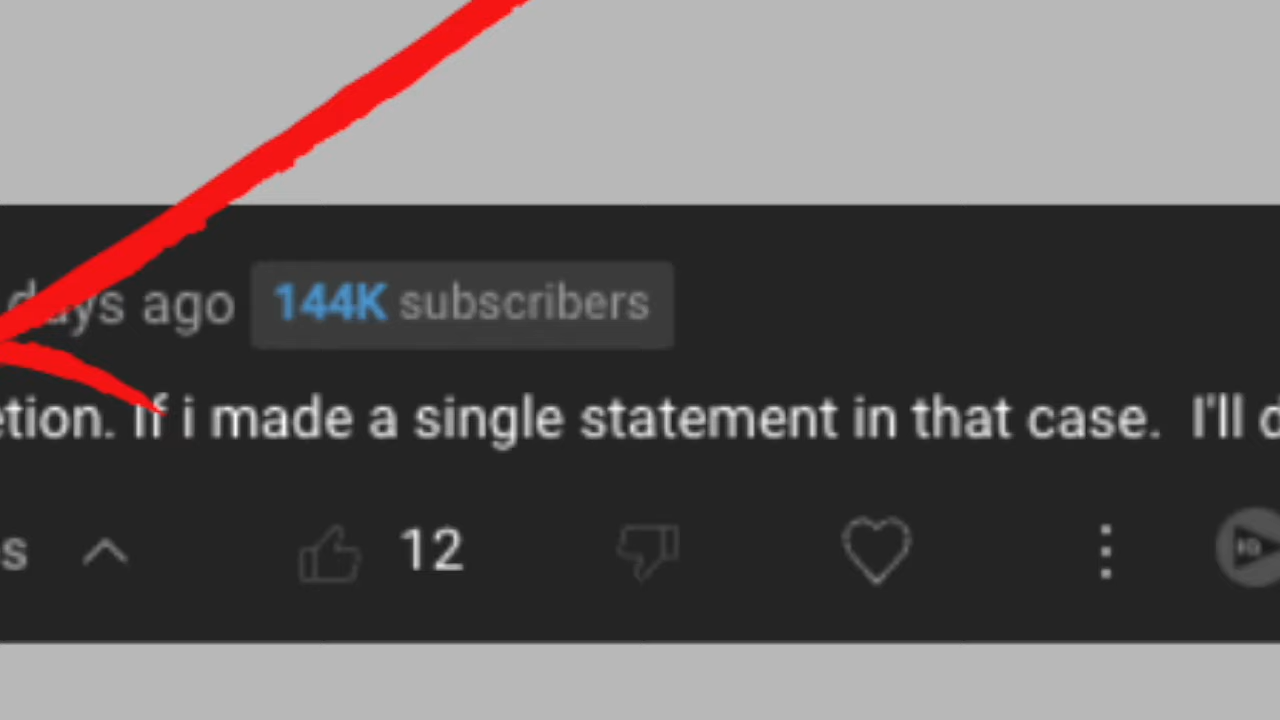 days ago 144K subscribers
etion. If i made a single statement in that case. I'll d
s 12